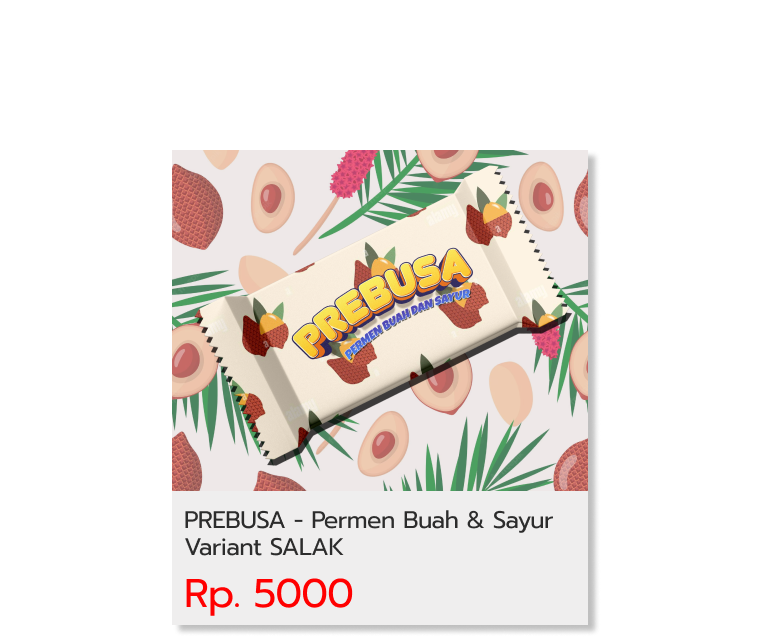 PREBUSA
PERMEN BUAH DAN SAYUR
PREBUSA - Permen Buah & Sayur
Variant SALAK
Rp. 5000